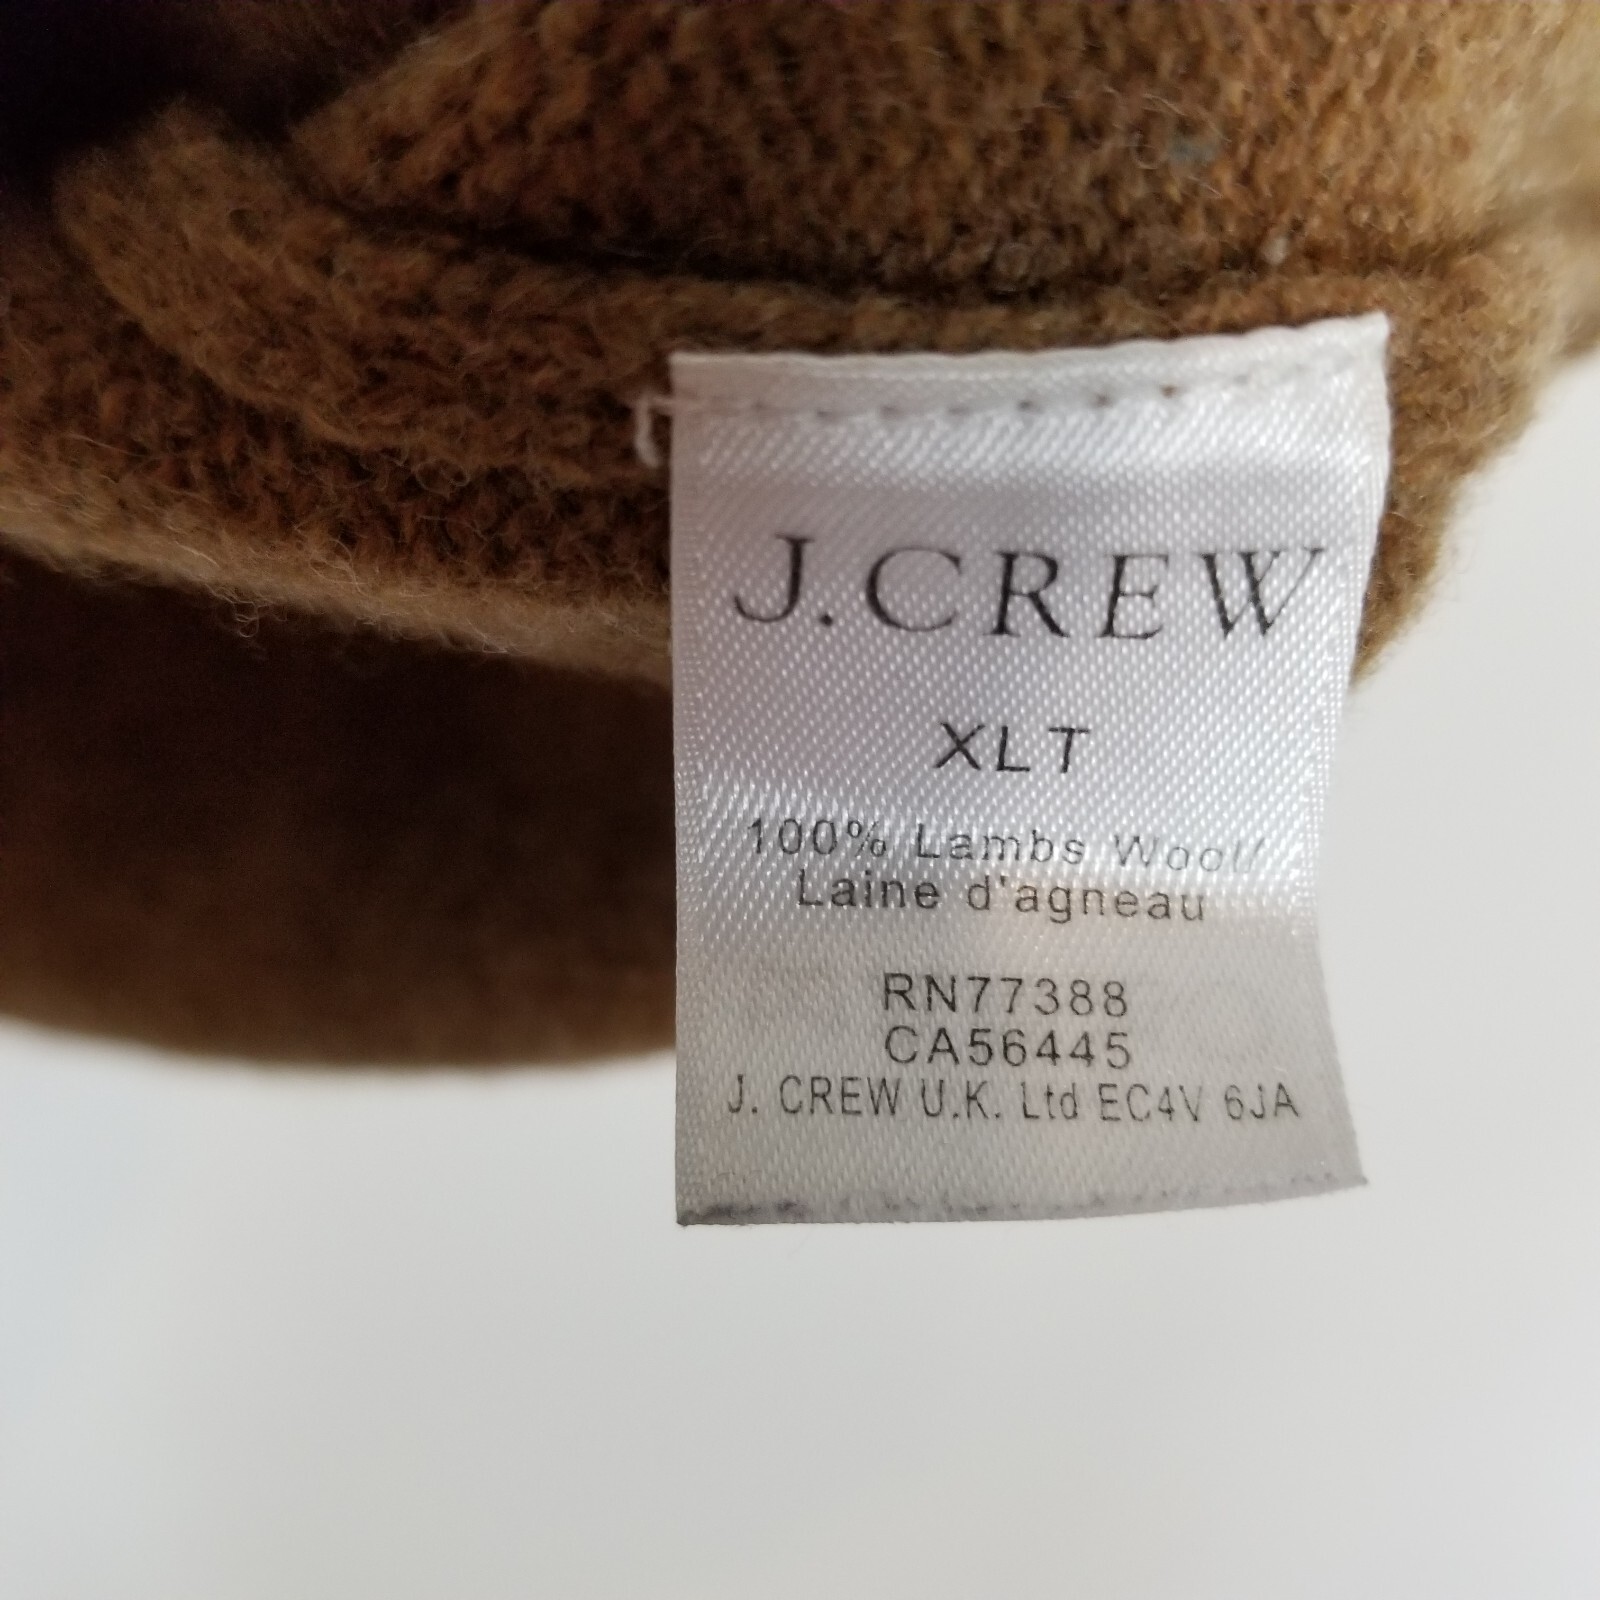 J.CREW
XLT
100% Lambs Wool/
Laine d'agneau
RN77388
CA56445
J. CREW U.K. Ltd EC4V 6JA